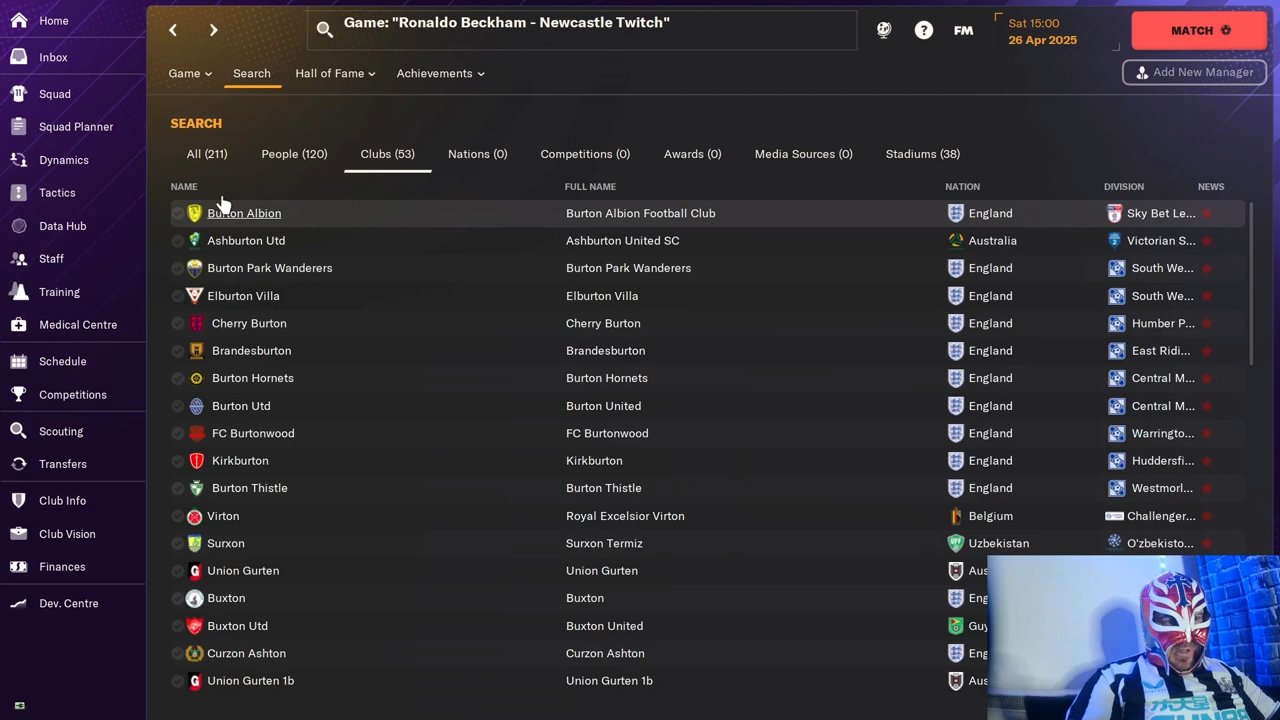 Home
Inbox
Squad
Squad Planner
Dynamics
Tactics
Data Hub
Staff
Training
Medical Centre
Schedule
Competitions
Scouting
Transfers
Club Info
Club Vision
Finances
Dev. Centre
Game: "Ronaldo Beckham - Newcastle Twitch"
?
FM
Sat 15:00
26 Apr 2025
MATCH
Game
Search
Hall of Fame
Achievements
Add New Manager
SEARCH
All (211) People (120) Clubs (53) Nations (0) Competitions (0) Awards (0) Media Sources (0) Stadiums (38)
NAME FULL NAME NATION DIVISION NEWS
Burton Albion Burton Albion Football Club England Sky Bet Le...
Ashburton Utd Ashburton United SC Australia Victorian S...
Burton Park Wanderers Burton Park Wanderers England South We...
Elburton Villa Elburton Villa England South We...
Cherry Burton Cherry Burton England Humber P...
Brandesburton Brandesburton England East Ridi...
Burton Hornets Burton Hornets England Central M...
Burton Utd Burton United England Central M...
FC Burtonwood FC Burtonwood England Warringto...
Kirkburton Kirkburton England Huddersfi...
Burton Thistle Burton Thistle England Westmorl...
Virton Royal Excelsior Virton Belgium Challenger...
Surxon Surxon Termiz Uzbekistan O'zbekisto...
Union Gurten Union Gurten Aus
Buxton Buxton Eng
Buxton Utd Buxton United Guy
Curzon Ashton Curzon Ashton Eng
Union Gurten 1b Union Gurten 1b Aus